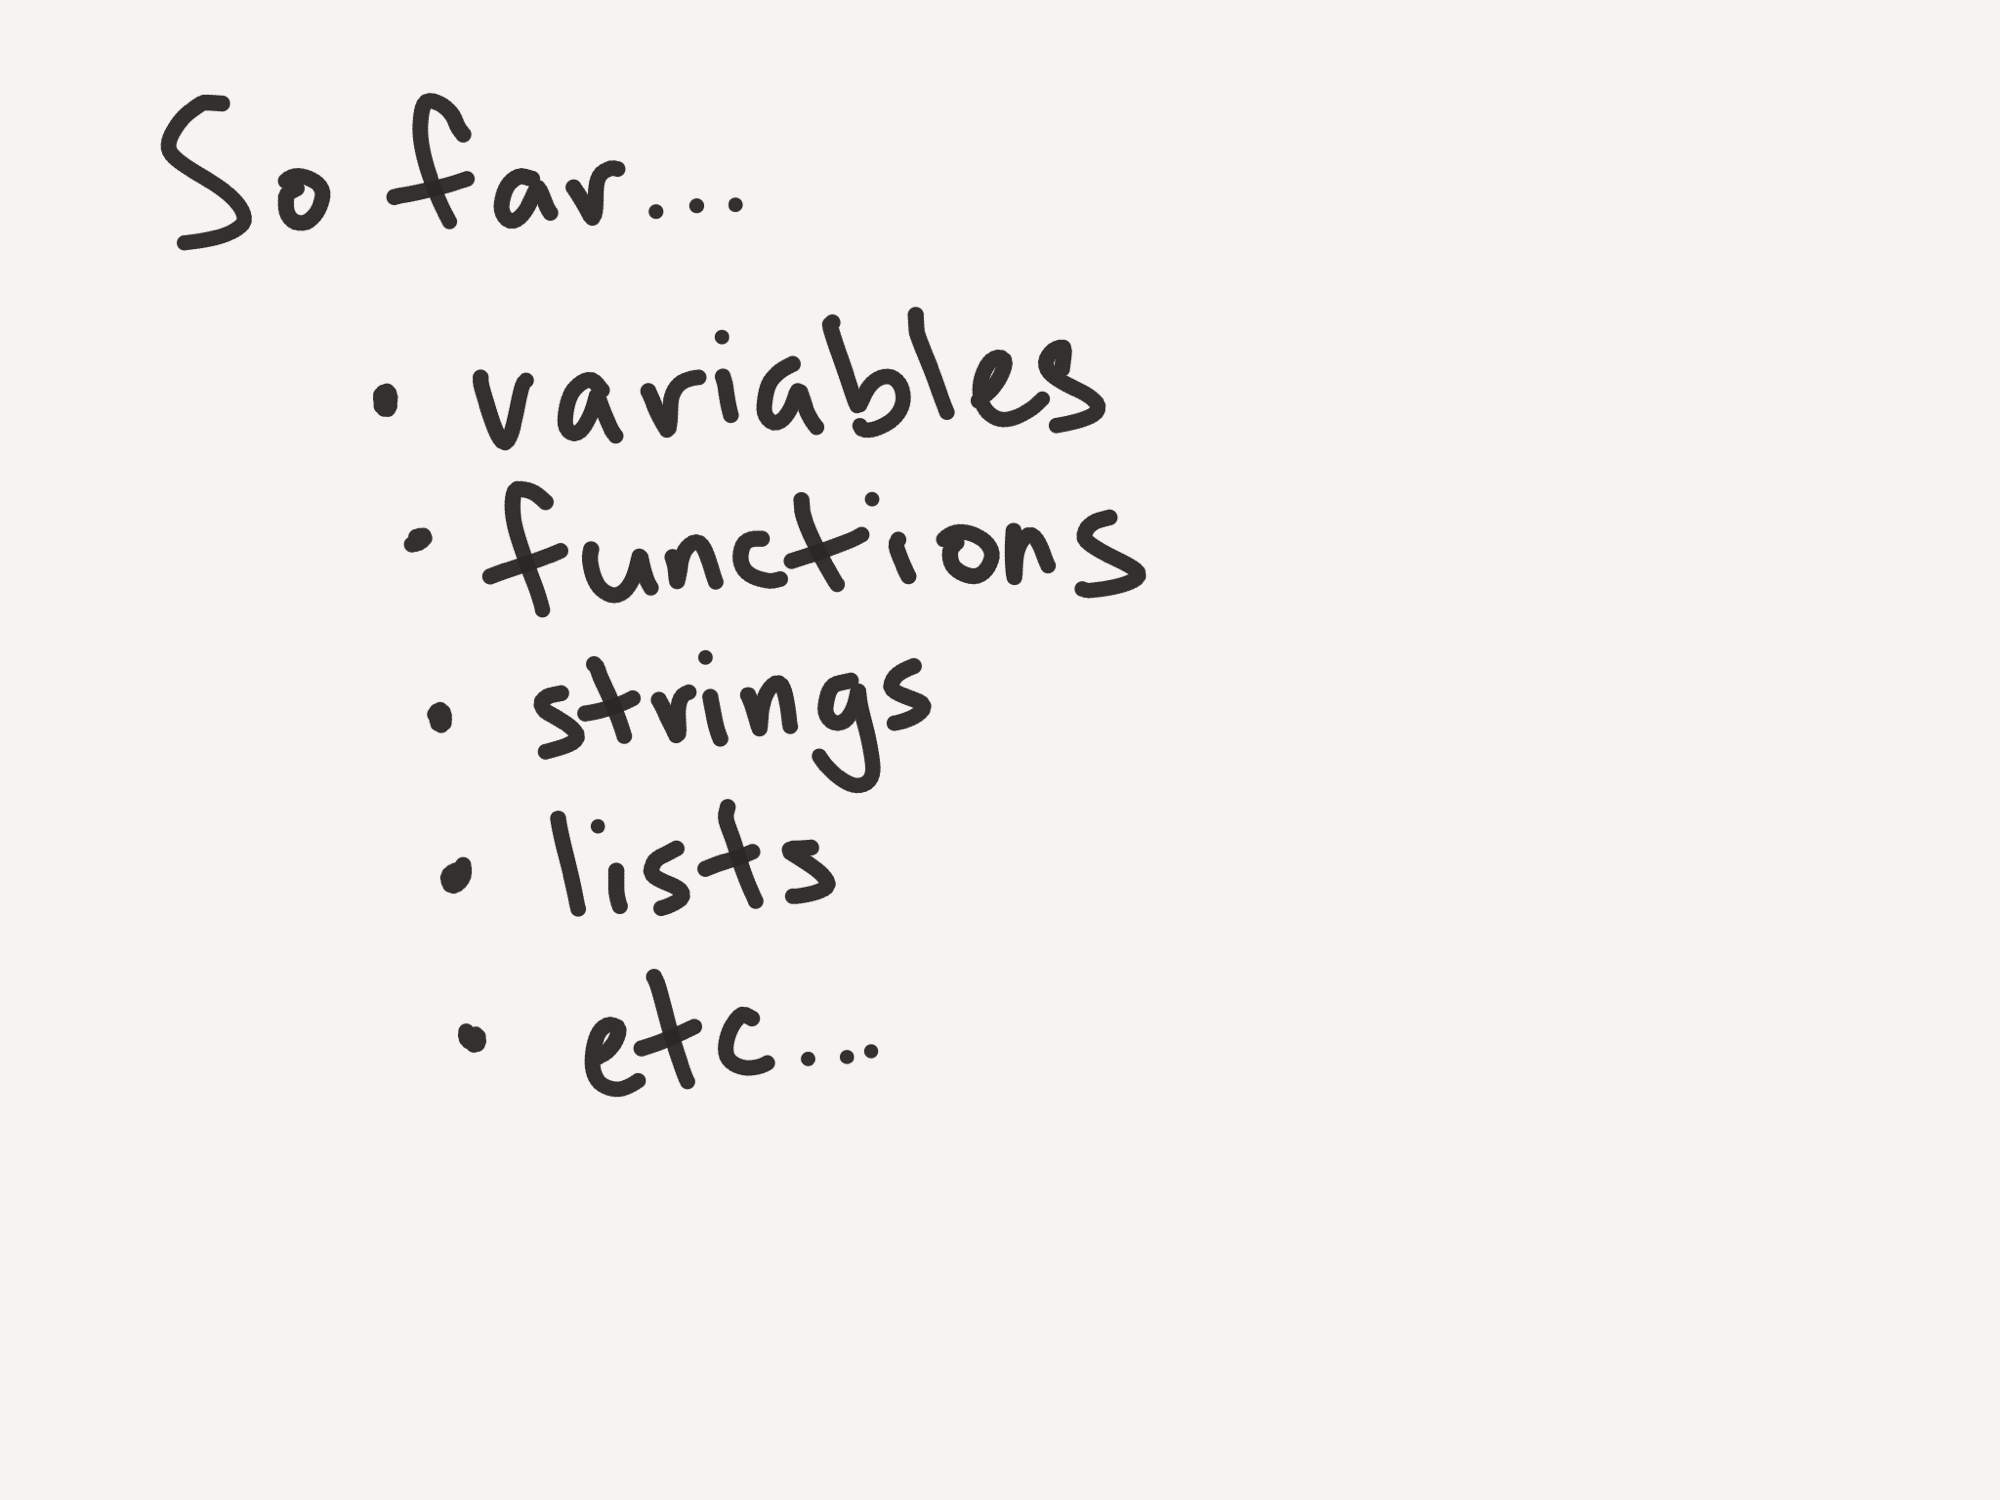 So far...
• variables
• functions
• strings
• lists
• etc...